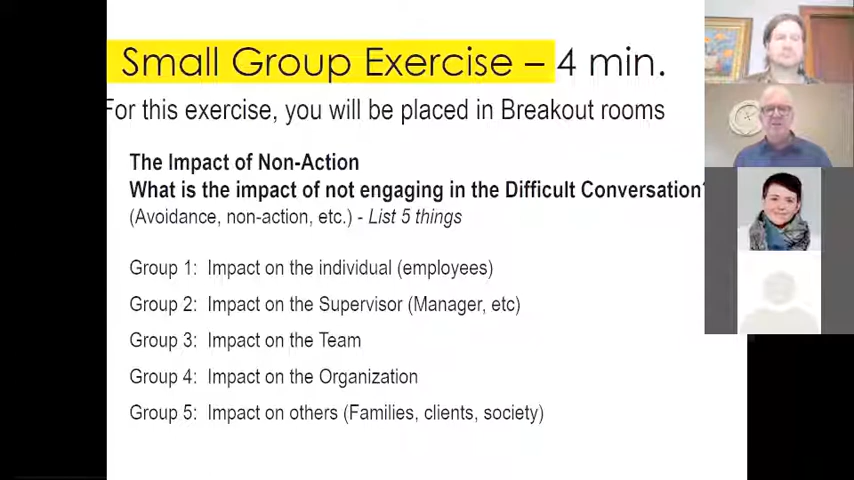 Small Group Exercise – 4 min.
For this exercise, you will be placed in Breakout rooms
The Impact of Non-Action
What is the impact of not engaging in the Difficult Conversation?
(Avoidance, non-action, etc.) - List 5 things
Group 1: Impact on the individual (employees)
Group 2: Impact on the Supervisor (Manager, etc)
Group 3: Impact on the Team
Group 4: Impact on the Organization
Group 5: Impact on others (Families, clients, society)